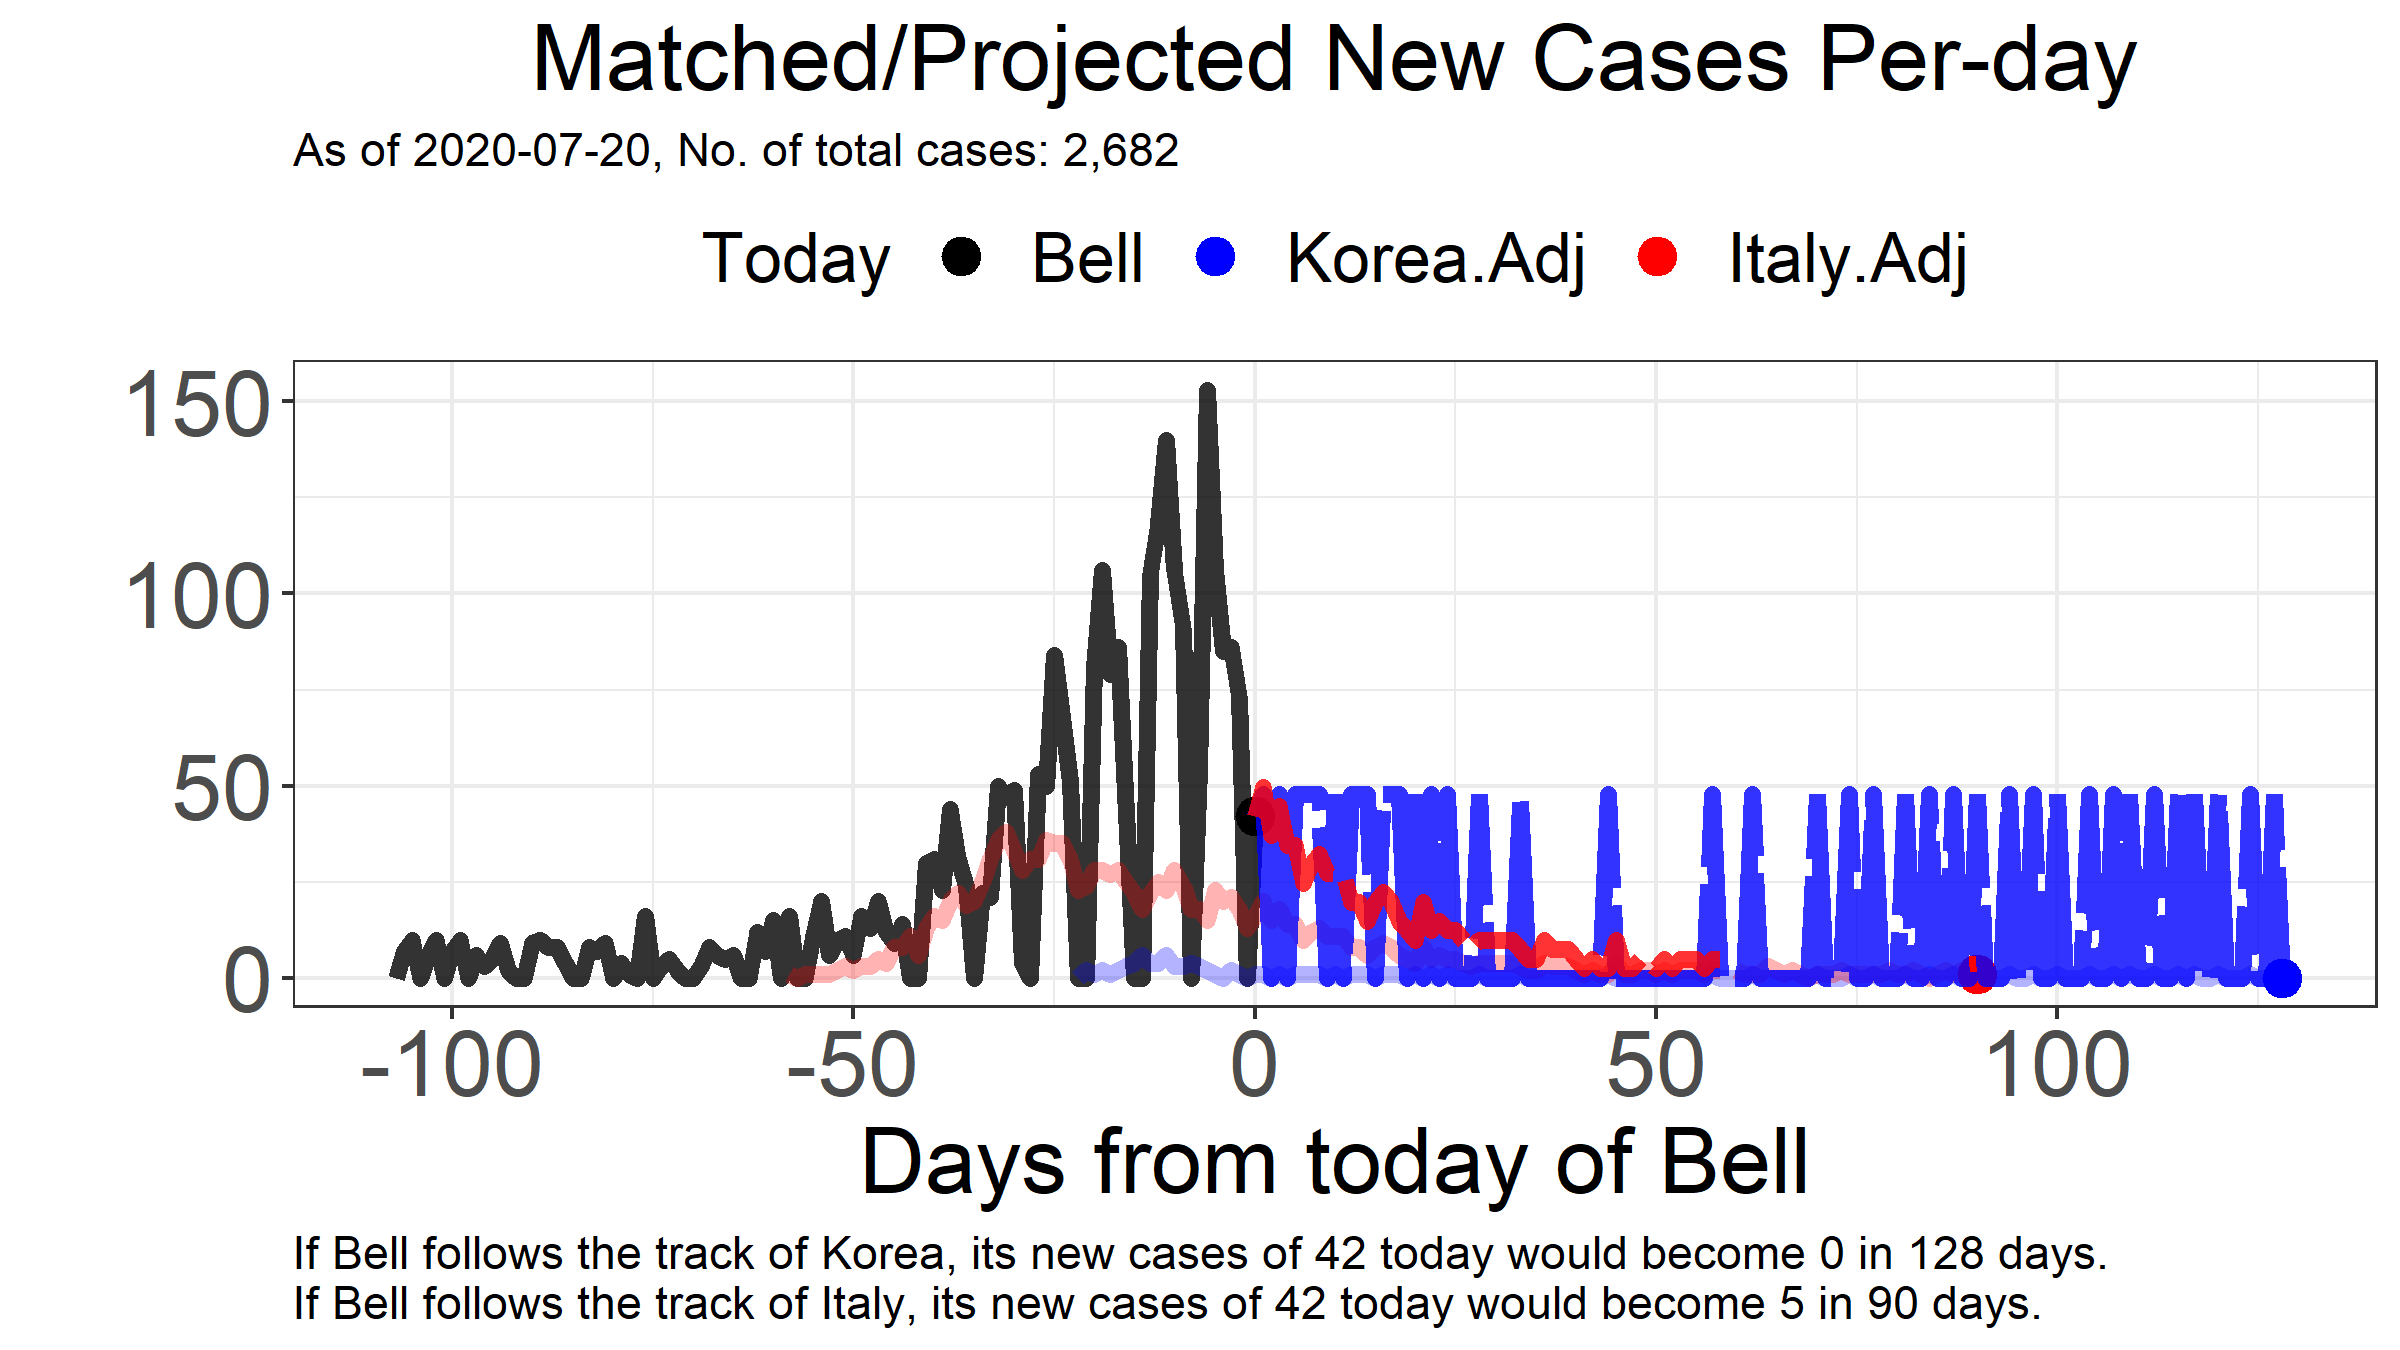 Matched/Projected New Cases Per-day
As of 2020-07-20, No. of total cases: 2,682
Today Bell Korea.Adj Italy.Adj
150
100
50
0
-100 -50 0 50 100
Days from today of Bell
If Bell follows the track of Korea, its new cases of 42 today would become 0 in 128 days.
If Bell follows the track of Italy, its new cases of 42 today would become 5 in 90 days.